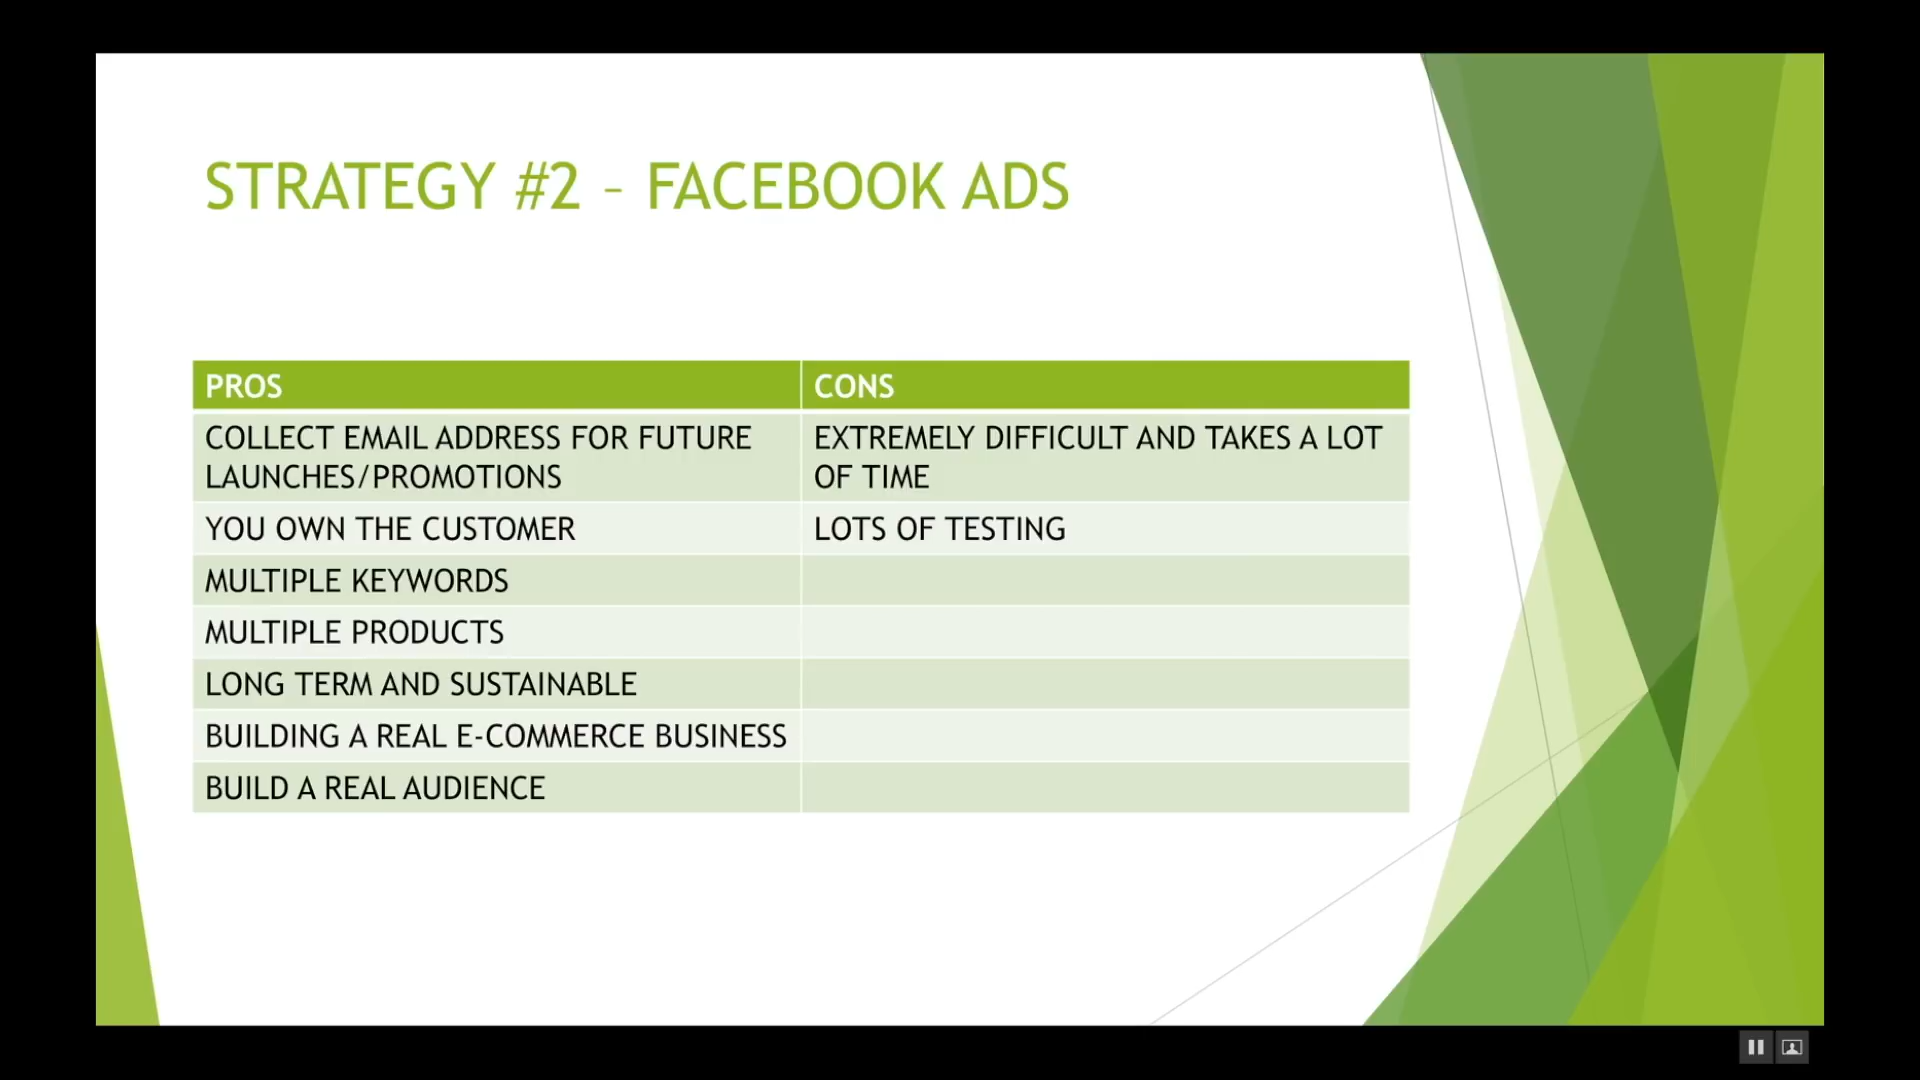 STRATEGY #2 – FACEBOOK ADS
PROS
CONS
COLLECT EMAIL ADDRESS FOR FUTURE
LAUNCHES/PROMOTIONS
EXTREMELY DIFFICULT AND TAKES A LOT
OF TIME
YOU OWN THE CUSTOMER
LOTS OF TESTING
MULTIPLE KEYWORDS
MULTIPLE PRODUCTS
LONG TERM AND SUSTAINABLE
BUILDING A REAL E-COMMERCE BUSINESS
BUILD A REAL AUDIENCE